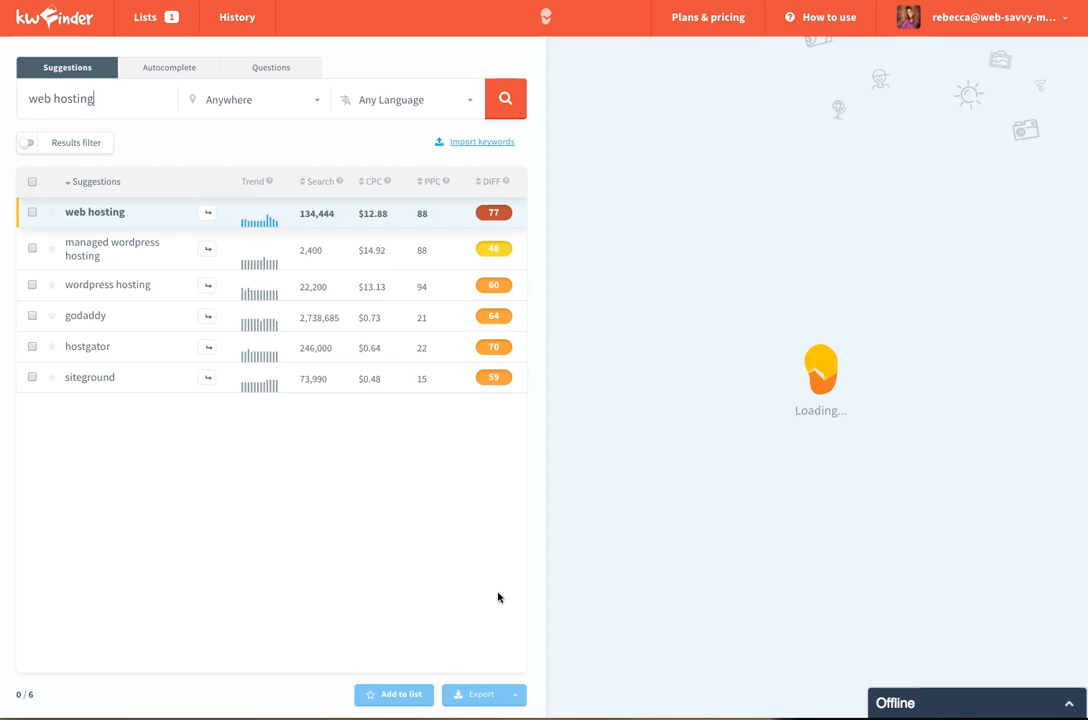 kwfinder
Lists 1
History
Plans & pricing
? How to use
rebecca@web-savvy-m...
Suggestions
Autocomplete
Questions
web hosting
Anywhere
Any Language
Results filter
Import keywords
Suggestions Trend ? Search ? CPC ? PPC ? DIFF ?
web hosting 134,444 $12.88 88 77
managed wordpress
hosting 2,400 $14.92 88 48
wordpress hosting 22,200 $13.13 94 60
godaddy 2,738,685 $0.73 21 64
hostgator 246,000 $0.64 22 70
siteground 73,990 $0.48 15 59
Loading...
0 / 6
Add to list
Export
Offline